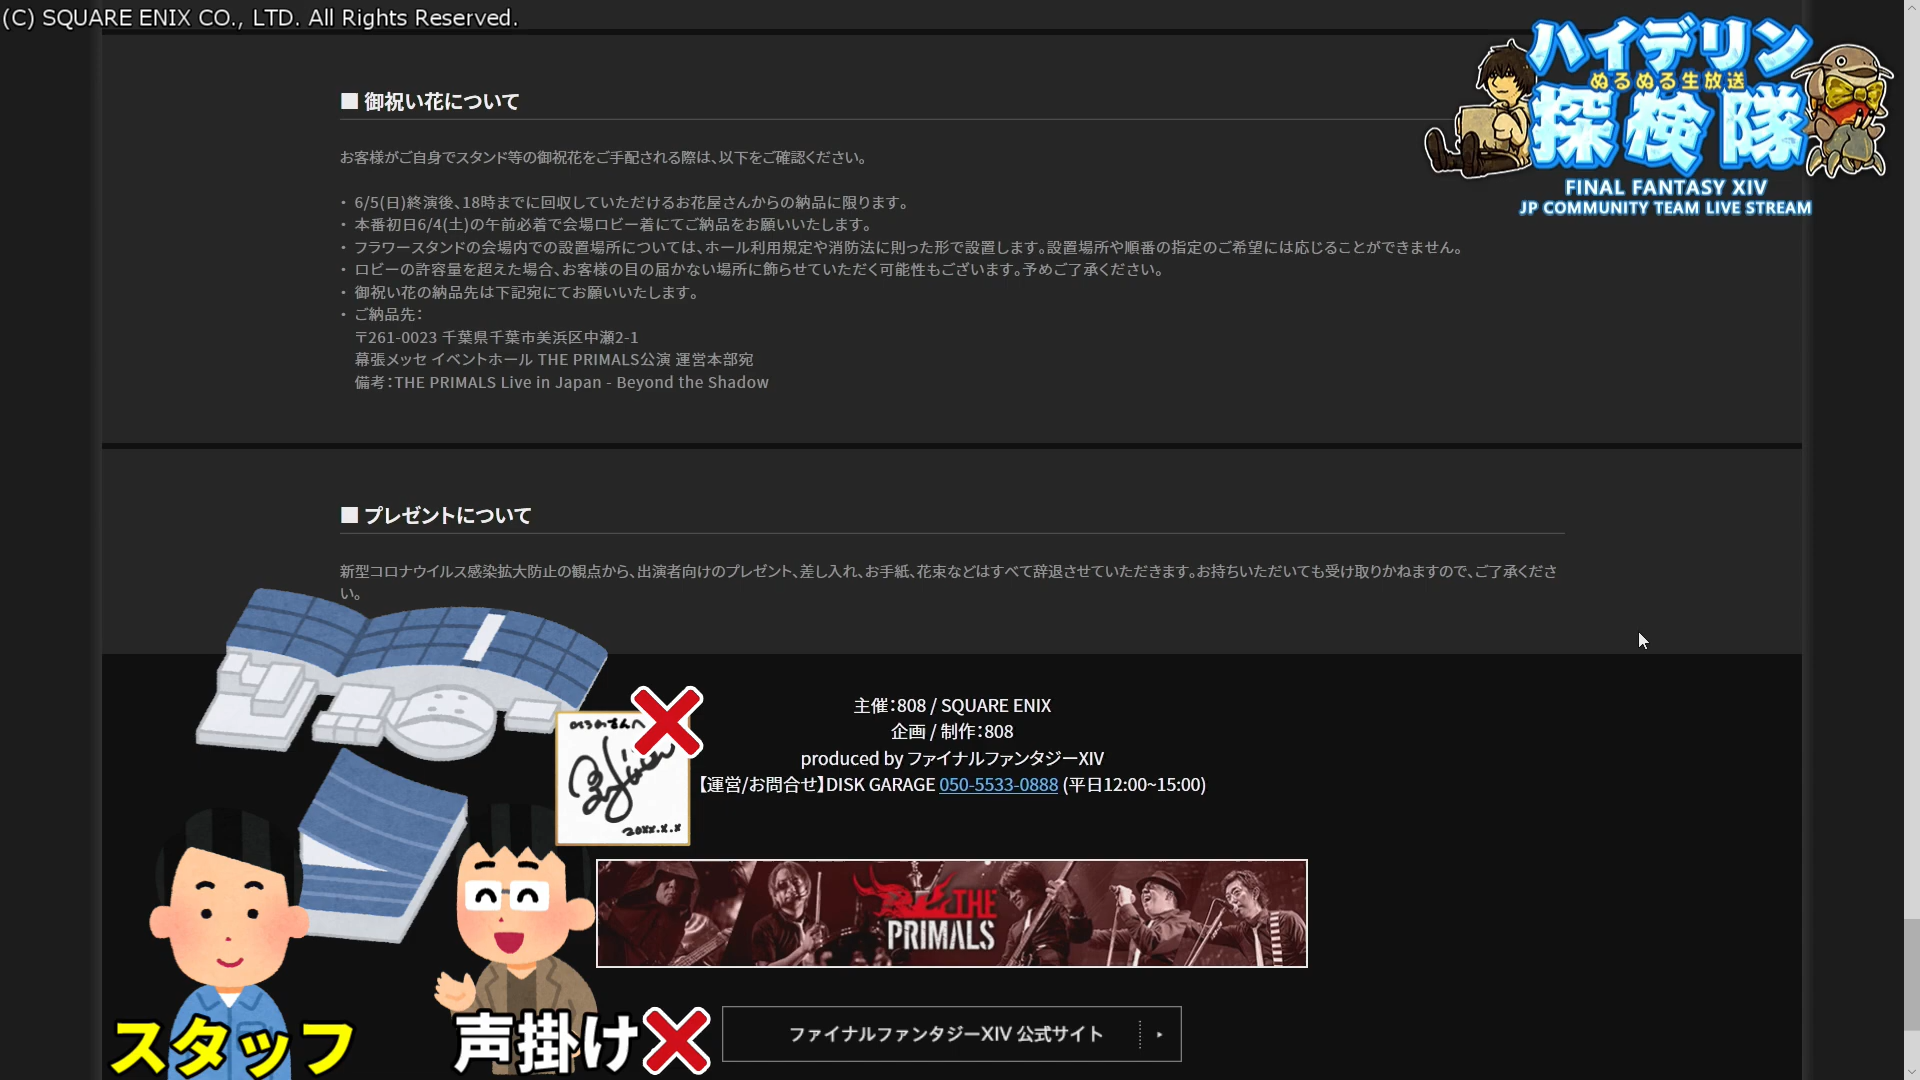 (C) SQUARE ENIX CO., LTD. All Rights Reserved.
ハイデリン
ぬるぬる生放送
探検隊
FINAL FANTASY XIV
JP COMMUNITY TEAM LIVE STREAM
■ 御祝い花について
お客様がご自身でスタンド等の御祝花をご手配される際は、以下をご確認ください。
・ 6/5(日)終演後、18時までに回収していただけるお花屋さんからの納品に限ります。
・ 本番初日6/4(土)の午前必着で会場ロビー着にてご納品をお願いいたします。
・ フラワースタンドの会場内での設置場所については、ホール利用規定や消防法に則った形で設置します。設置場所や順番の指定のご希望には応じることができません。
・ ロビーの許容量を超えた場合、お客様の目の届かない場所に飾らせていただく可能性もございます。予めご了承ください。
・ 御祝い花の納品先は下記宛にてお願いいたします。
・ ご納品先：
〒261-0023 千葉県千葉市美浜区中瀬2-1
幕張メッセ イベントホール THE PRIMALS公演 運営本部宛
備考：THE PRIMALS Live in Japan - Beyond the Shadow
■ プレゼントについて
新型コロナウイルス感染拡大防止の観点から、出演者向けのプレゼント、差し入れ、お手紙、花束などはすべて辞退させていただきます。お持ちいただいても受け取りかねますので、ご了承くださ
い。
主催：808 / SQUARE ENIX
企画 / 制作：808
produced by ファイナルファンタジーXIV
【運営/お問合せ】DISK GARAGE 050-5533-0888 (平日12:00~15:00)
20XX.X.X
THE
PRIMALS
ファイナルファンタジーXIV 公式サイト
スタッフ
声掛け